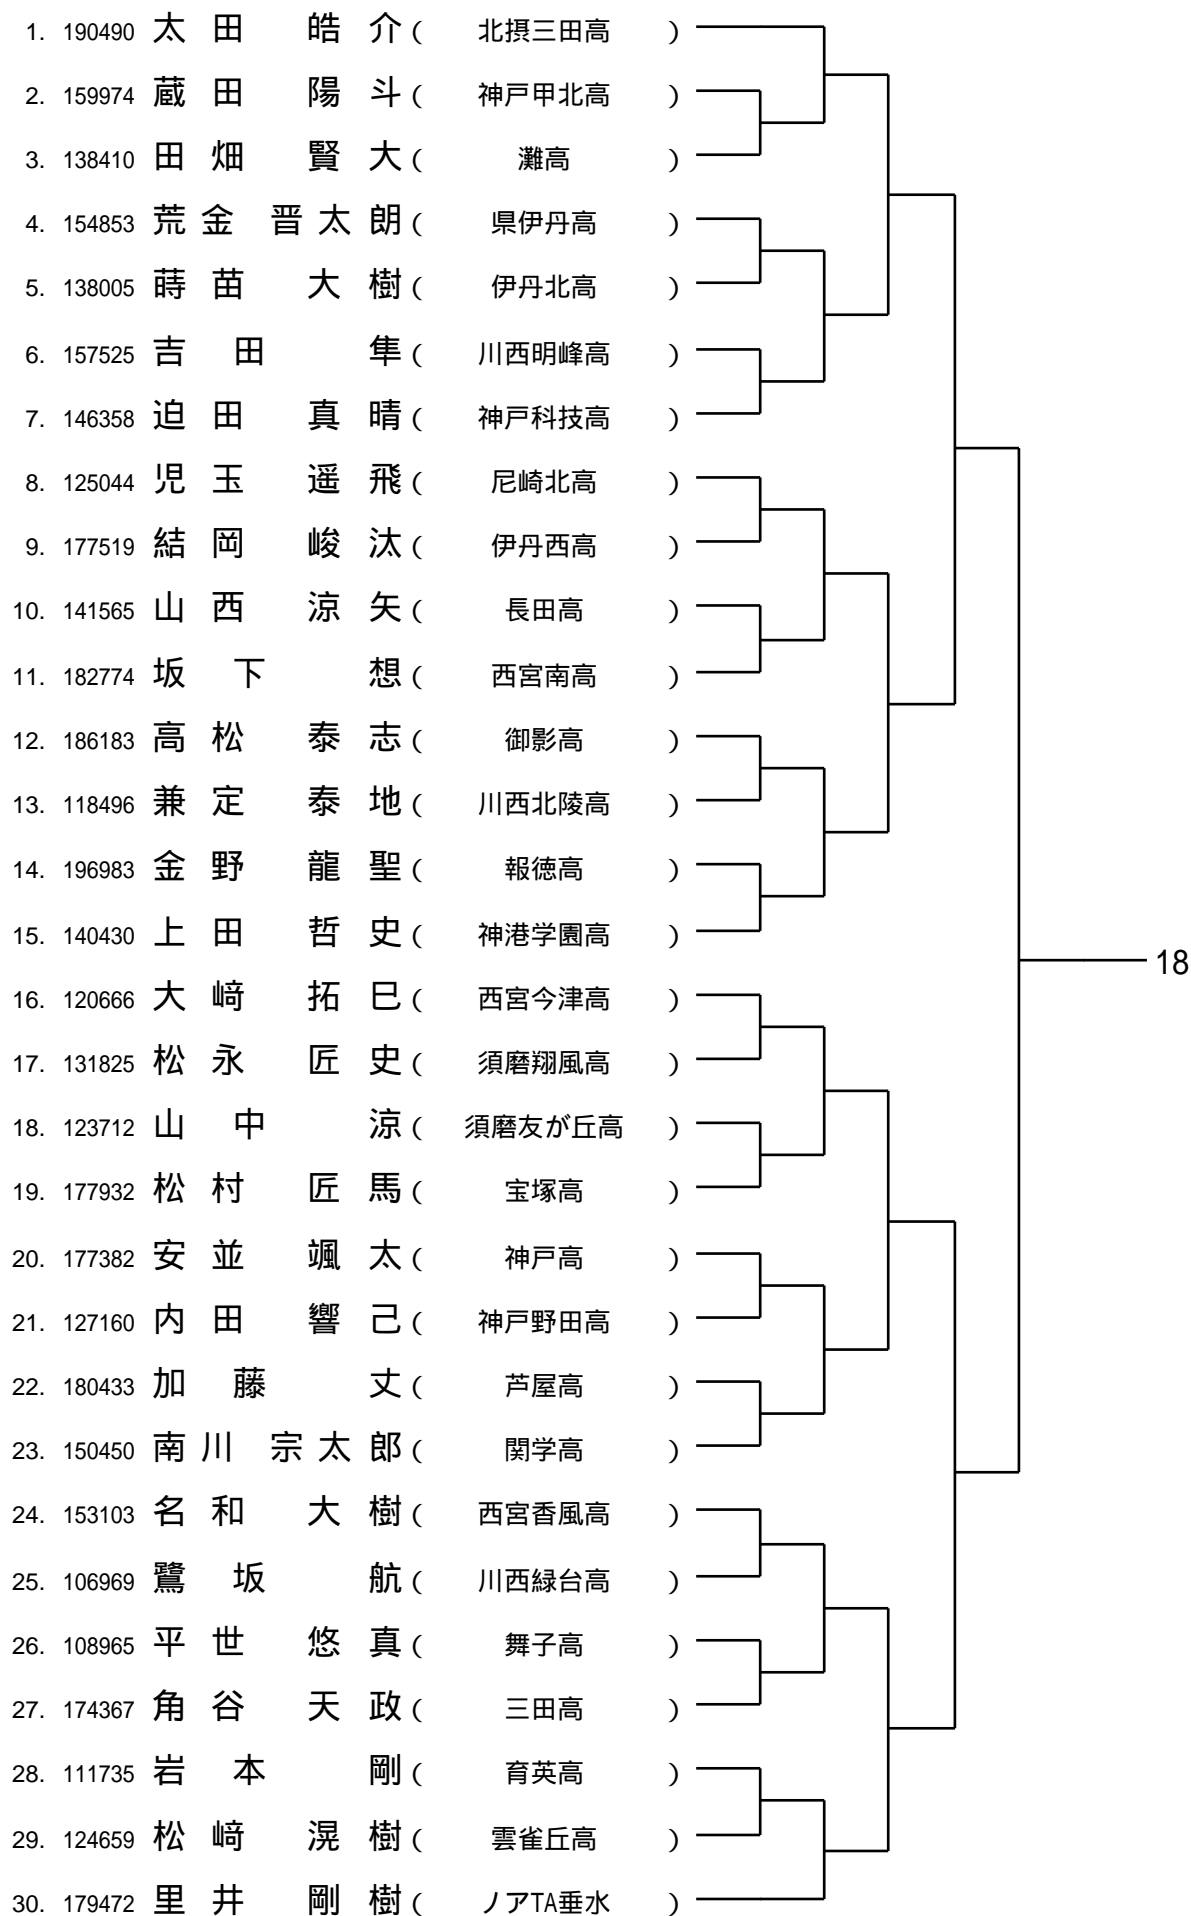 1. 190490 太田 皓介 ( 北摂三田高 )
2. 159974 蔵田 陽斗 ( 神戸甲北高 )
3. 138410 田畑 賢大 ( 灘高 )
4. 154853 荒金 晋太朗 ( 県伊丹高 )
5. 138005 蒔苗 大樹 ( 伊丹北高 )
6. 157525 吉田 隼 ( 川西明峰高 )
7. 146358 迫田 真晴 ( 神戸科技高 )
8. 125044 児玉 遥飛 ( 尼崎北高 )
9. 177519 結岡 峻汰 ( 伊丹西高 )
10. 141565 山西 涼矢 ( 長田高 )
11. 182774 坂下 想 ( 西宮南高 )
12. 186183 高松 泰志 ( 御影高 )
13. 118496 兼定 泰地 ( 川西北陵高 )
14. 196983 金野 龍聖 ( 報徳高 )
15. 140430 上田 哲史 ( 神港学園高 )
18
16. 120666 大﨑 拓巳 ( 西宮今津高 )
17. 131825 松永 匠史 ( 須磨翔風高 )
18. 123712 山中 涼 ( 須磨友が丘高 )
19. 177932 松村 匠馬 ( 宝塚高 )
20. 177382 安並 颯太 ( 神戸高 )
21. 127160 内田 響己 ( 神戸野田高 )
22. 180433 加藤 丈 ( 芦屋高 )
23. 150450 南川 宗太郎 ( 関学高 )
24. 153103 名和 大樹 ( 西宮香風高 )
25. 106969 鷺坂 航 ( 川西緑台高 )
26. 108965 平世 悠真 ( 舞子高 )
27. 174367 角谷 天政 ( 三田高 )
28. 111735 岩本 剛 ( 育英高 )
29. 124659 松﨑 滉樹 ( 雲雀丘高 )
30. 179472 里井 剛樹 ( ノアTA垂水 )